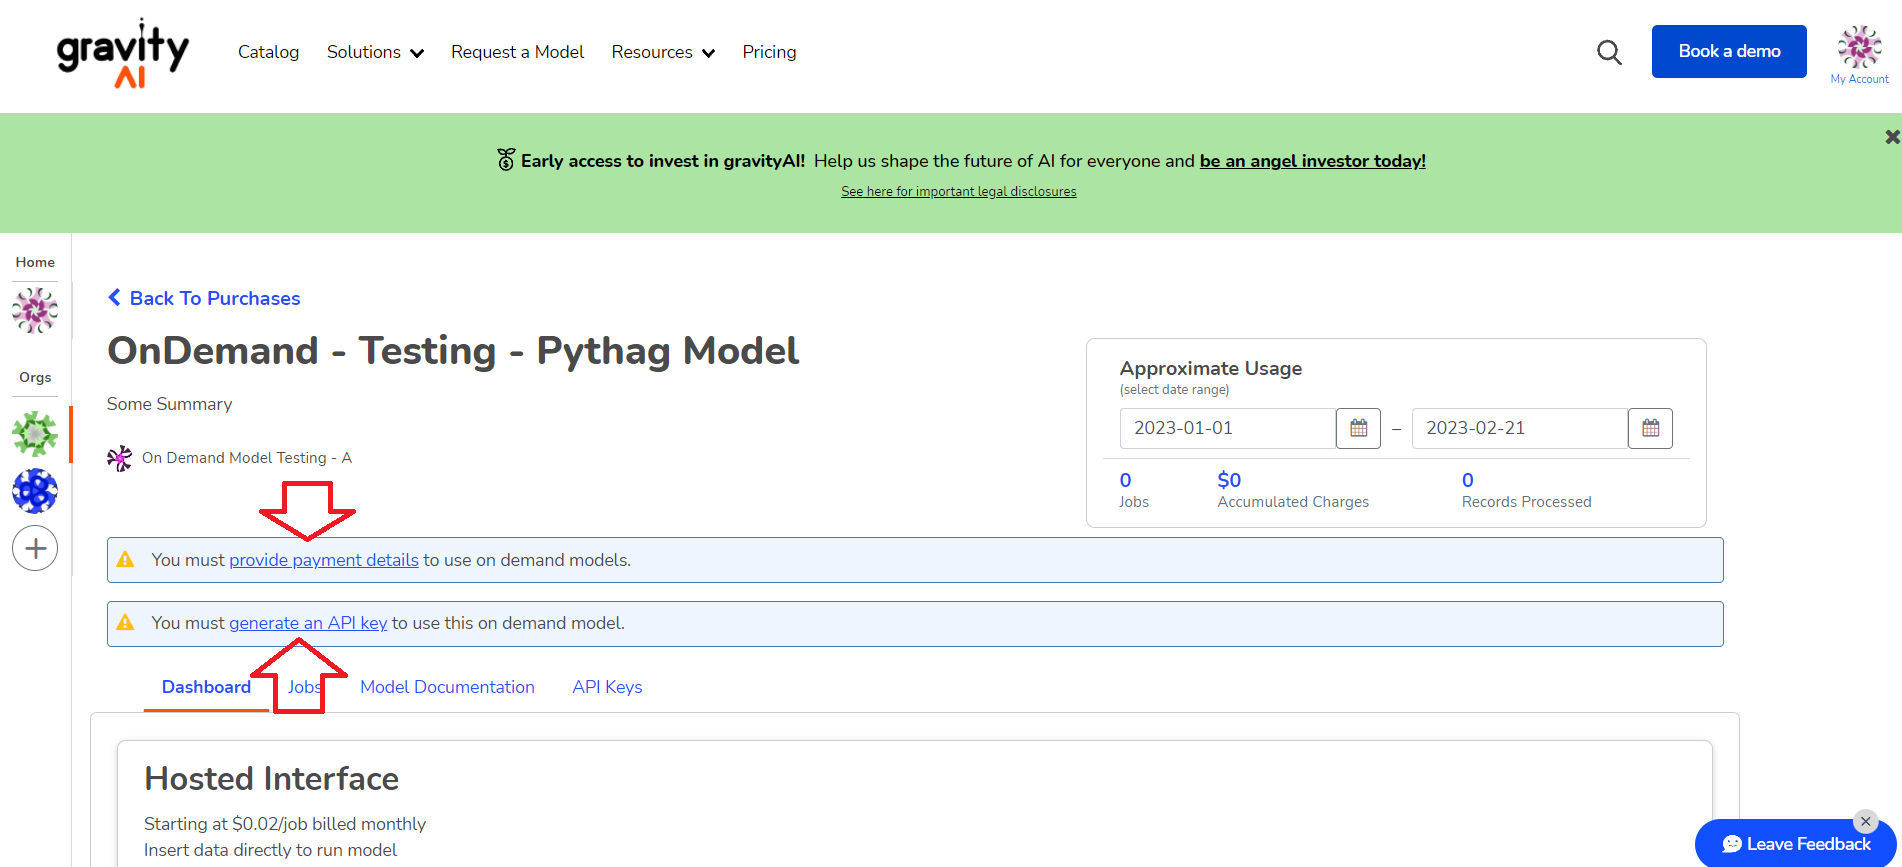 gravity
AI
Catalog
Solutions
Request a Model
Resources
Pricing
Book a demo
My Account
Early access to invest in gravityAI! Help us shape the future of AI for everyone and be an angel investor today!
See here for important legal disclosures
Home
Orgs
Back To Purchases
OnDemand - Testing - Pythag Model
Some Summary
On Demand Model Testing - A
Approximate Usage
(select date range)
2023-01-01
–
2023-02-21
0
Jobs
$0
Accumulated Charges
0
Records Processed
You must provide payment details to use on demand models.
You must generate an API key to use this on demand model.
Dashboard
Jobs
Model Documentation
API Keys
Hosted Interface
Starting at $0.02/job billed monthly
Insert data directly to run model
Leave Feedback